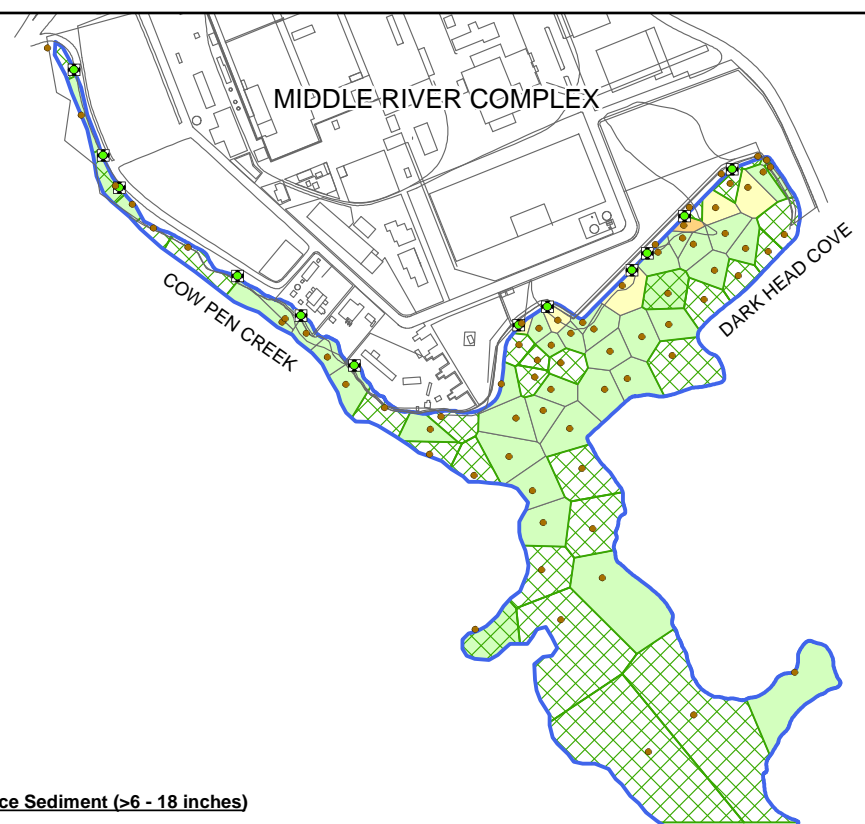 MIDDLE RIVER COMPLEX
DARK HEAD COVE
COW PEN CREEK
ce Sediment (>6 - 18 inches)